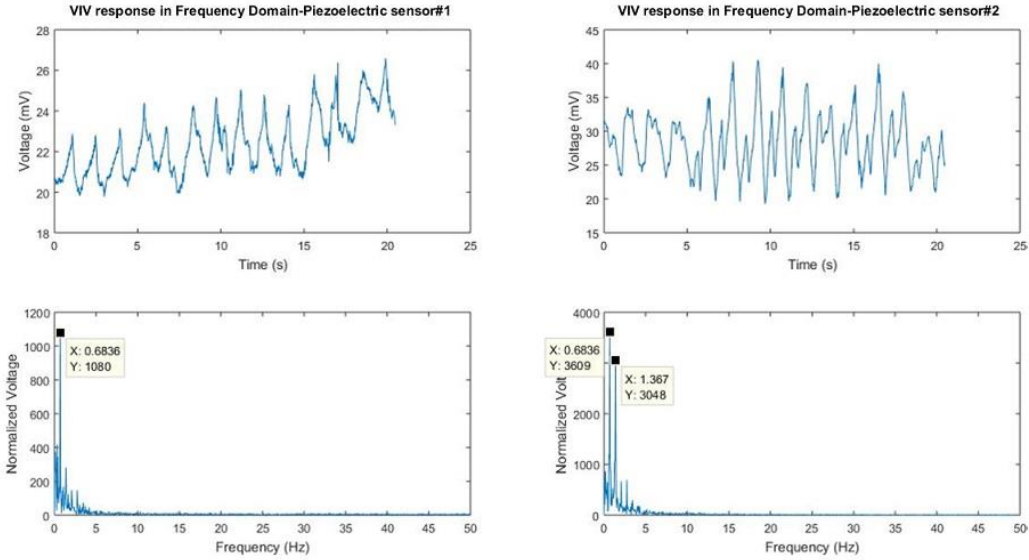 VIV response in Frequency Domain-Piezoelectric sensor#1
28
26
24
22
20
18
Voltage (mV)
0 5 10 15 20 25
Time (s)
VIV response in Frequency Domain-Piezoelectric sensor#2
45
40
35
30
25
20
15
Voltage (mV)
0 5 10 15 20 25
Time (s)
1200
1000
800
600
400
200
0
Normalized Voltage
X: 0.6836
Y: 1080
0 5 10 15 20 25 30 35 40 45 50
Frequency (Hz)
4000
2000
1000
0
Normalized Volt
X: 0.6836
Y: 3609
X: 1.367
Y: 3048
0 5 10 15 20 25 30 35 40 45 50
Frequency (Hz)